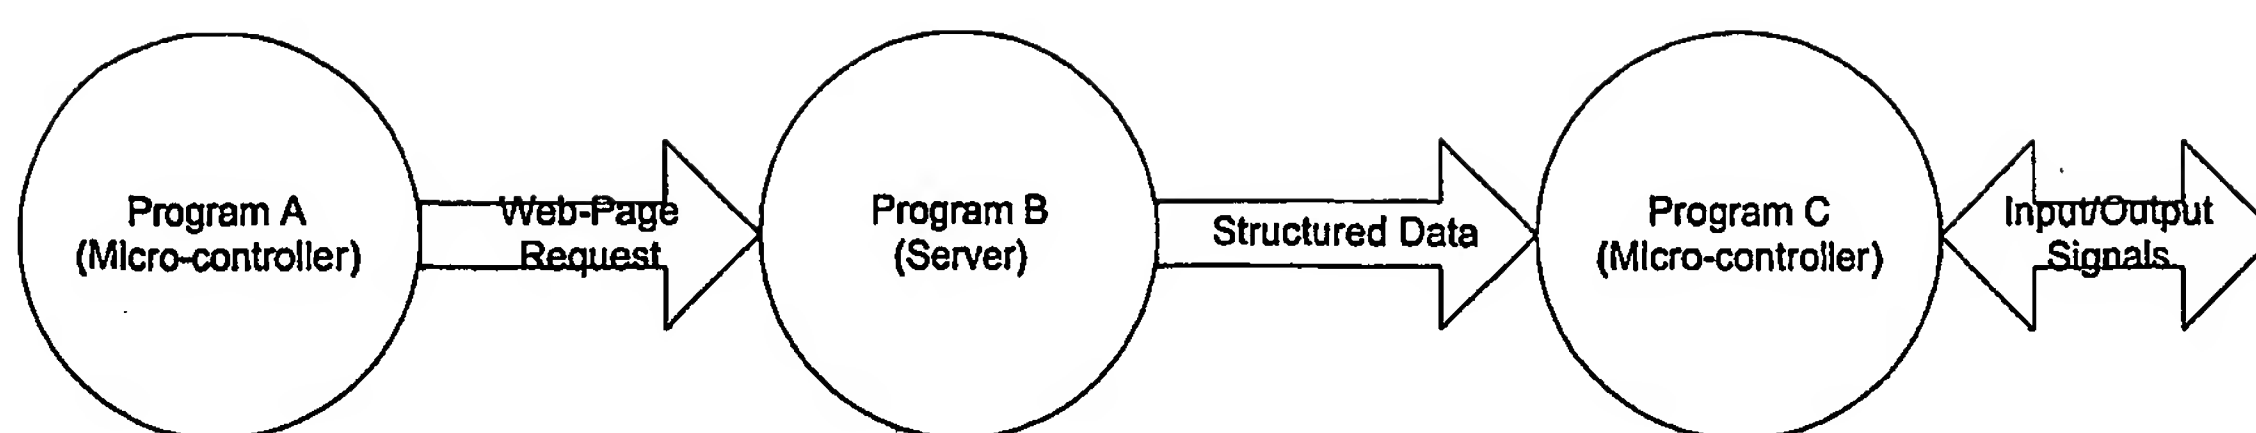 Program A
(Micro-controller)
Web-Page
Request
Program B
(Server)
Structured Data
Program C
(Micro-controller)
Input/Output
Signals